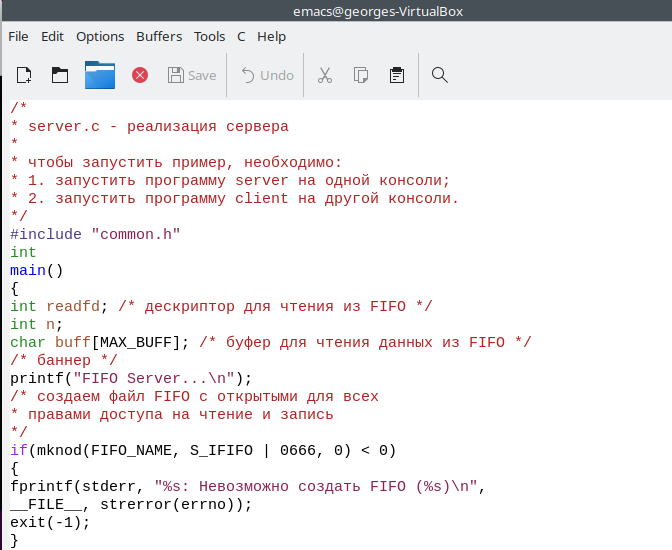 emacs@georges-VirtualBox
File Edit Options Buffers Tools C Help
Save Undo
/*
* server.c - реализация сервера
*
* чтобы запустить пример, необходимо:
* 1. запустить программу server на одной консоли;
* 2. запустить программу client на другой консоли.
*/
#include "common.h"
int
main()
{
int readfd; /* дескриптор для чтения из FIFO */
int n;
char buff[MAX_BUFF]; /* буфер для чтения данных из FIFO */
/* баннер */
printf("FIFO Server...\n");
/* создаем файл FIFO с открытыми для всех
* правами доступа на чтение и запись
*/
if(mknod(FIFO_NAME, S_IFIFO | 0666, 0) < 0)
{
fprintf(stderr, "%s: Невозможно создать FIFO (%s)\n",
__FILE__, strerror(errno));
exit(-1);
}